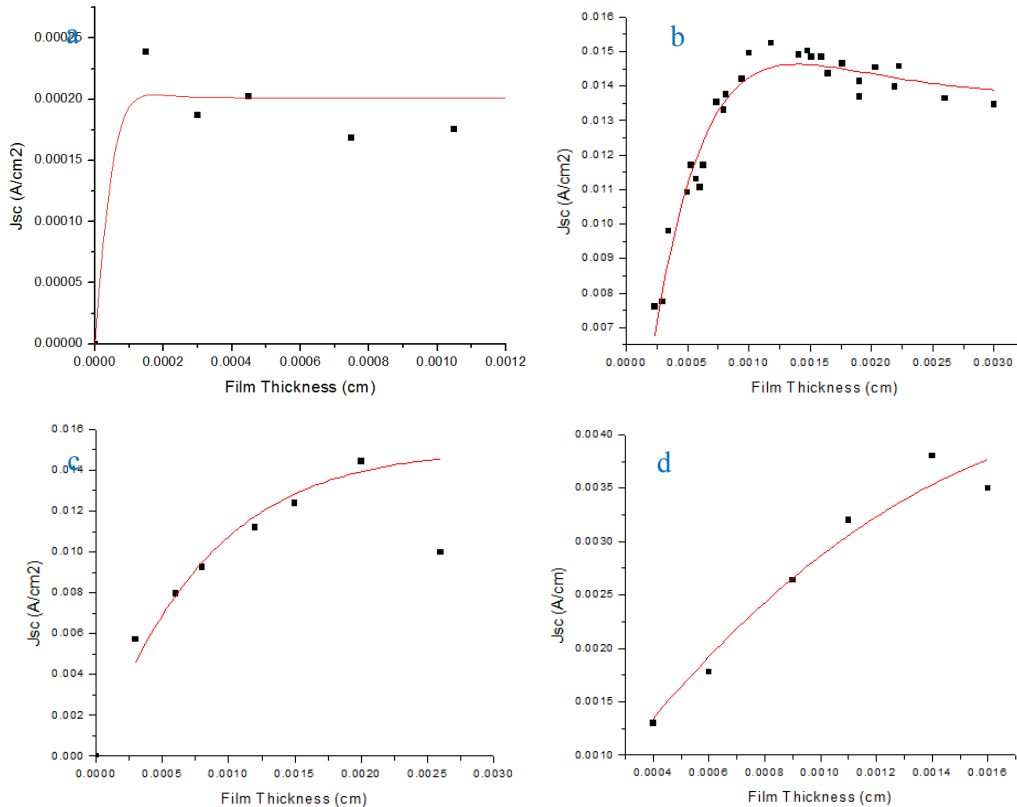 a
0.00025
0.00020
0.00015
0.00010
0.00005
0.00000
Jsc (A/cm2)
0.0000 0.0002 0.0004 0.0006 0.0008 0.0010 0.0012
Film Thickness (cm)
b
0.016
0.015
0.014
0.013
0.012
0.011
0.010
0.009
0.008
0.007
Jsc (A/cm2)
0.0000 0.0005 0.0010 0.0015 0.0020 0.0025 0.0030
Film Thickness (cm)
c
0.016
0.014
0.012
0.010
0.008
0.006
0.004
0.002
0.000
Jsc (A/cm2)
0.0000 0.0005 0.0010 0.0015 0.0020 0.0025 0.0030
Film Thickness (cm)
d
0.0040
0.0035
0.0030
0.0025
0.0020
0.0015
0.0010
Jsc (A/cm)
0.0004 0.0006 0.0008 0.0010 0.0012 0.0014 0.0016
Film Thickness (cm)